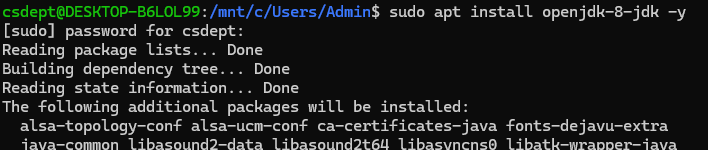 csdept@DESKTOP-B6LOL99:/mnt/c/Users/Admin$ sudo apt install openjdk-8-jdk -y
[sudo] password for csdept:
Reading package lists... Done
Building dependency tree... Done
Reading state information... Done
The following additional packages will be installed:
  alsa-topology-conf alsa-ucm-conf ca-certificates-java fonts-dejavu-extra
  java-common libasound2-data libasound2t64 libasyncns0 libatk-wrapper-java